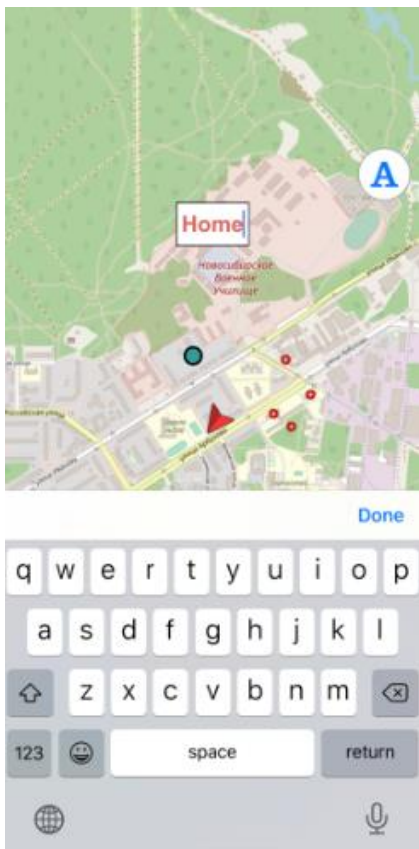 A
Home
Новосибирское
Военное
Училище
Done
q w e r t y u i o p
a s d f g h j k l
z x c v b n m
123 space return